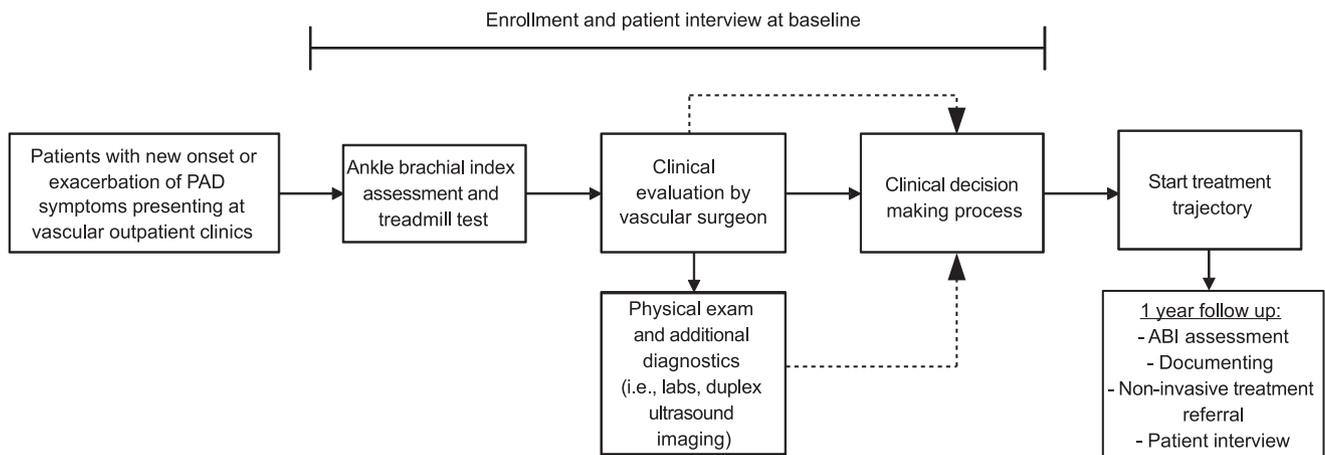 Enrollment and patient interview at baseline
Patients with new onset or
exacerbation of PAD
symptoms presenting at
vascular outpatient clinics
Ankle brachial index
assessment and
treadmill test
Clinical
evaluation by
vascular surgeon
Clinical decision
making process
Start treatment
trajectory
Physical exam
and additional
diagnostics
(i.e., labs, duplex
ultrasound
imaging)
1 year follow up:
- ABI assessment
- Documenting
- Non-invasive treatment
referral
- Patient interview